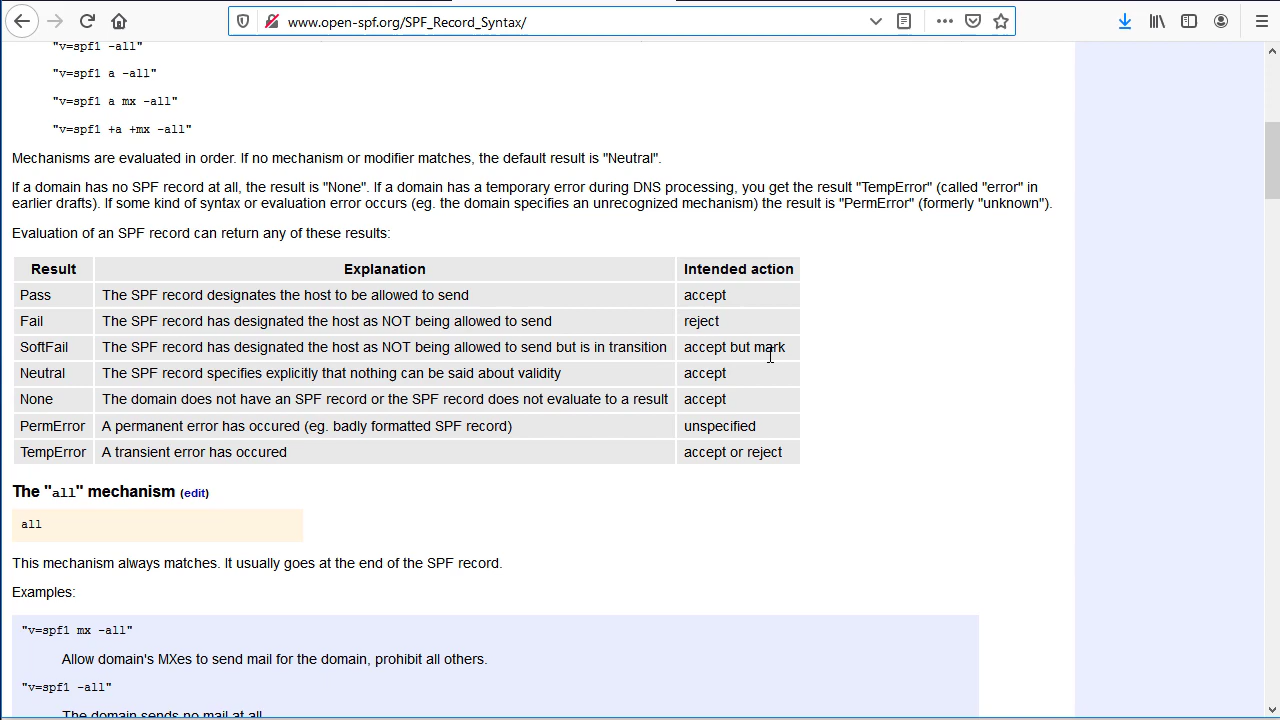 www.open-spf.org/SPF_Record_Syntax/
"v=spf1 -all"
"v=spf1 a -all"
"v=spf1 a mx -all"
"v=spf1 +a +mx -all"
Mechanisms are evaluated in order. If no mechanism or modifier matches, the default result is "Neutral".
If a domain has no SPF record at all, the result is "None". If a domain has a temporary error during DNS processing, you get the result "TempError" (called "error" in
earlier drafts). If some kind of syntax or evaluation error occurs (eg. the domain specifies an unrecognized mechanism) the result is "PermError" (formerly "unknown").
Evaluation of an SPF record can return any of these results:
Result Explanation Intended action
Pass The SPF record designates the host to be allowed to send accept
Fail The SPF record has designated the host as NOT being allowed to send reject
SoftFail The SPF record has designated the host as NOT being allowed to send but is in transition accept but mark
Neutral The SPF record specifies explicitly that nothing can be said about validity accept
None The domain does not have an SPF record or the SPF record does not evaluate to a result accept
PermError A permanent error has occured (eg. badly formatted SPF record) unspecified
TempError A transient error has occured accept or reject
The "all" mechanism (edit)
all
This mechanism always matches. It usually goes at the end of the SPF record.
Examples:
"v=spf1 mx -all"
Allow domain's MXes to send mail for the domain, prohibit all others.
"v=spf1 -all"
The domain sends no mail at all.